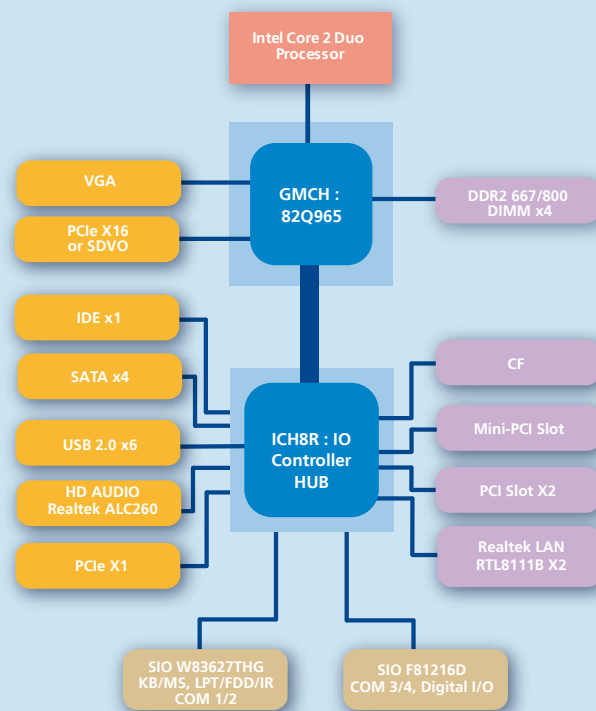 Intel Core 2 Duo
Processor
GMCH :
82Q965
VGA
PCIe X16
or SDVO
DDR2 667/800
DIMM x4
IDE x1
SATA x4
USB 2.0 x6
HD AUDIO
Realtek ALC260
PCIe X1
ICH8R : IO
Controller
HUB
CF
Mini-PCI Slot
PCI Slot X2
Realtek LAN
RTL8111B X2
SIO W83627THG
KB/MS, LPT/FDD/IR
COM 1/2
SIO F81216D
COM 3/4, Digital I/O